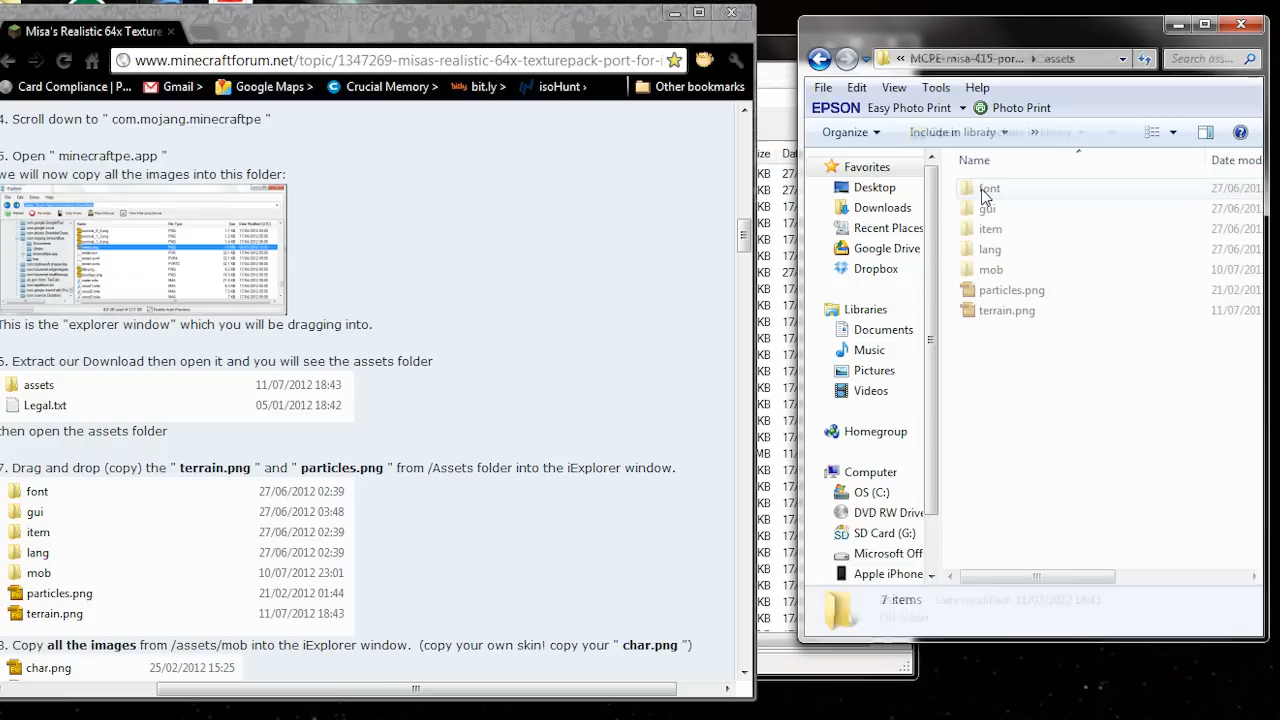 Misa's Realistic 64x Texture
www.minecraftforum.net/topic/1347269-misas-realistic-64x-texturepack-port-for-i
Card Compliance | P... Gmail > Google Maps > Crucial Memory > bit.ly > isoHunt > Other bookmarks
4. Scroll down to " com.mojang.minecraftpe "
5. Open " minecraftpe.app "
we will now copy all the images into this folder:
This is the "explorer window" which you will be dragging into.
6. Extract our Download then open it and you will see the assets folder
assets 11/07/2012 18:43
Legal.txt 05/01/2012 18:42
then open the assets folder
7. Drag and drop (copy) the " terrain.png " and " particles.png " from /Assets folder into the iExplorer window.
font 27/06/2012 02:39
gui 27/06/2012 03:48
item 27/06/2012 02:39
lang 27/06/2012 02:39
mob 10/07/2012 23:01
particles.png 21/02/2012 01:44
terrain.png 11/07/2012 18:43
8. Copy all the images from /assets/mob into the iExplorer window. (copy your own skin! copy your " char.png ")
char.png 25/02/2012 15:25
« MCPE-misa-415-por... ▸ assets
Search ass...
File Edit View Tools Help
EPSON Easy Photo Print Photo Print
Organize Include in library »
Favorites
Desktop
Downloads
Recent Places
Google Drive
Dropbox
Libraries
Documents
Music
Pictures
Videos
Homegroup
Computer
OS (C:)
DVD RW Drive
SD Card (G:)
Microsoft Off
Apple iPhone
Name Date mod
font 27/06/201
gui 27/06/201
item 27/06/201
lang 27/06/201
mob 10/07/201
particles.png 21/02/201
terrain.png 11/07/201
7 items Date modified: 11/07/2012 18:43
File folder